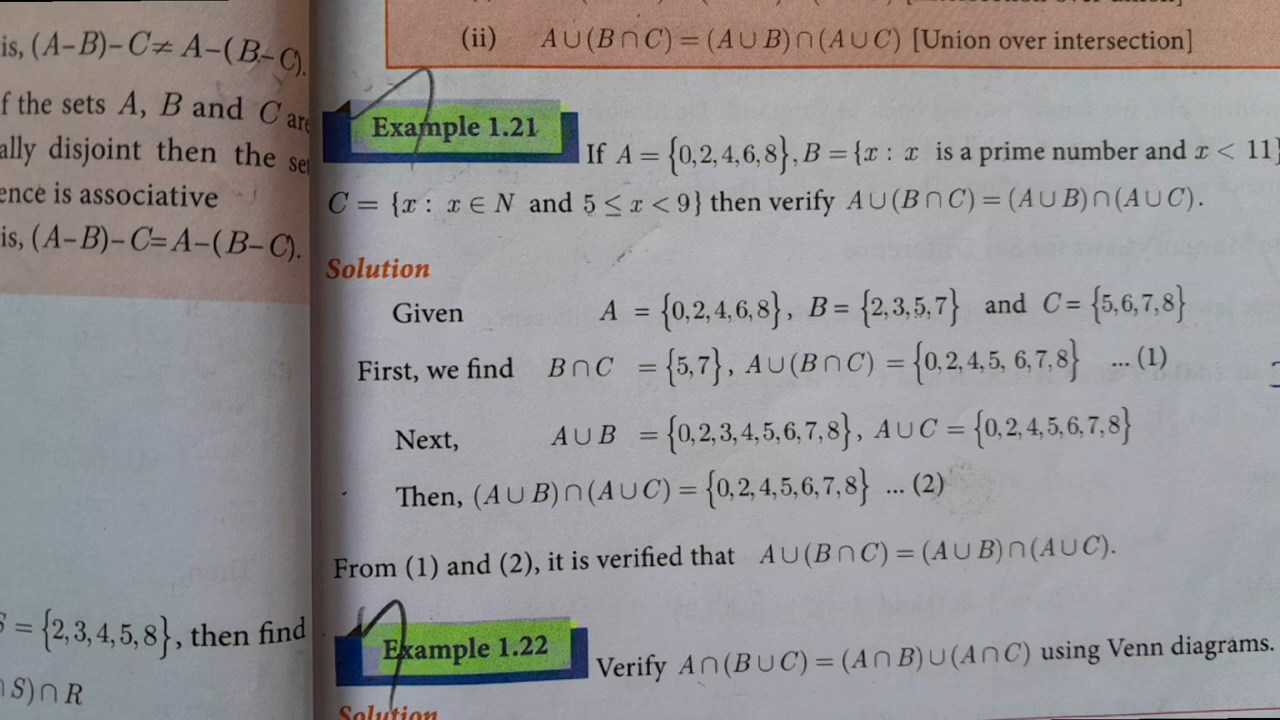 is, (A–B)–C≠ A–(B–C).
f the sets A, B and C are
ally disjoint then the set
ence is associative
is, (A–B)–C=A–(B–C).
S = {2,3,4,5,8}, then find
S)∩R
(ii) A∪(B∩C) = (A∪B)∩(A∪C) [Union over intersection]
Example 1.21 If A = {0,2,4,6,8}, B = {x : x is a prime number and x < 11}
C = {x : x ∈ N and 5 ≤ x < 9} then verify A∪(B∩C) = (A∪B)∩(A∪C).
Solution
Given A = {0,2,4,6,8}, B = {2,3,5,7} and C = {5,6,7,8}
First, we find B∩C = {5,7}, A∪(B∩C) = {0,2,4,5, 6,7,8} ... (1)
Next, A∪B = {0,2,3,4,5,6,7,8}, A∪C = {0,2,4,5,6,7,8}
Then, (A∪B)∩(A∪C) = {0,2,4,5,6,7,8} ... (2)
From (1) and (2), it is verified that A∪(B∩C) = (A∪B)∩(A∪C).
Example 1.22 Verify A∩(B∪C) = (A∩B)∪(A∩C) using Venn diagrams.
Solution